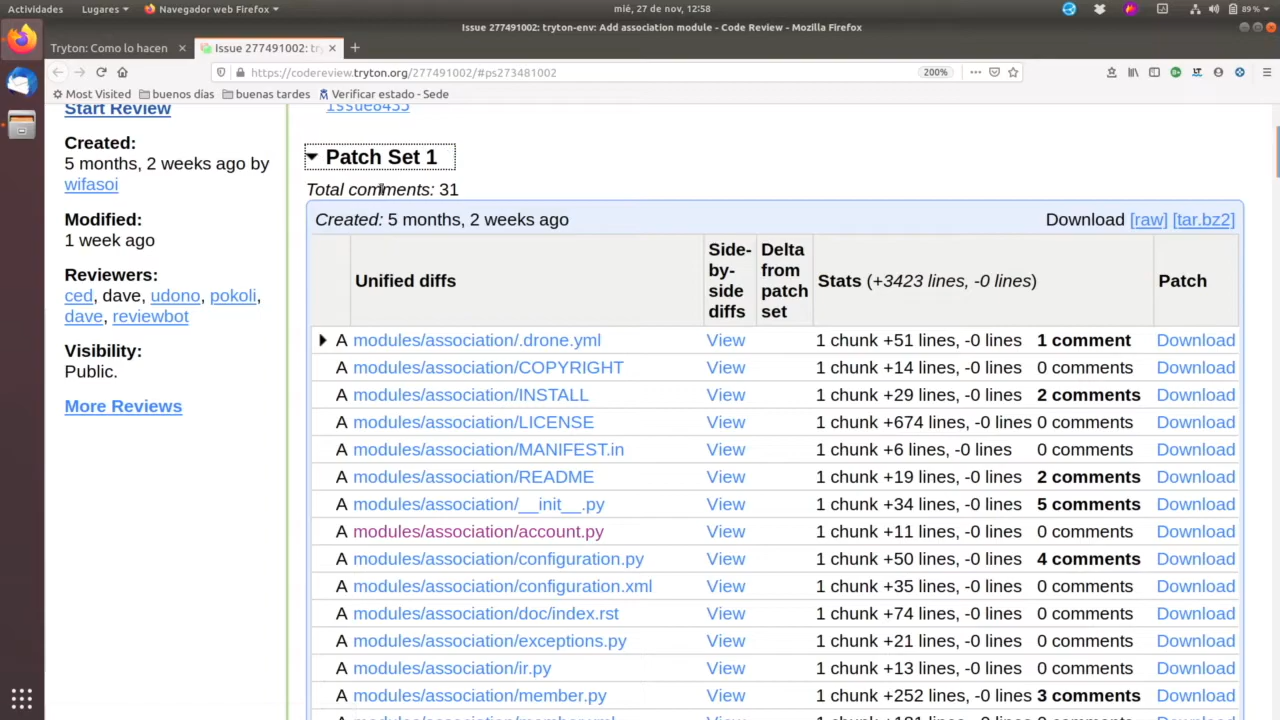 Actividades Lugares Navegador web Firefox mié, 27 de nov, 12:58 89%
Issue 277491002: tryton-env: Add association module - Code Review - Mozilla Firefox
Tryton: Como lo hacen Issue 277491002: try
https://codereview.tryton.org/277491002/#ps273481002 200%
Most Visited buenos días buenas tardes Verificar estado - Sede
Start Review
Created:
5 months, 2 weeks ago by
wifasoi
Modified:
1 week ago
Reviewers:
ced, dave, udono, pokoli,
dave, reviewbot
Visibility:
Public.
More Reviews
issue8435
Patch Set 1
Total comments: 31
Created: 5 months, 2 weeks ago Download [raw] [tar.bz2]
Unified diffs Side-by-side diffs Delta from patch set Stats (+3423 lines, -0 lines) Patch
A modules/association/.drone.yml View 1 chunk +51 lines, -0 lines 1 comment Download
A modules/association/COPYRIGHT View 1 chunk +14 lines, -0 lines 0 comments Download
A modules/association/INSTALL View 1 chunk +29 lines, -0 lines 2 comments Download
A modules/association/LICENSE View 1 chunk +674 lines, -0 lines 0 comments Download
A modules/association/MANIFEST.in View 1 chunk +6 lines, -0 lines 0 comments Download
A modules/association/README View 1 chunk +19 lines, -0 lines 2 comments Download
A modules/association/__init__.py View 1 chunk +34 lines, -0 lines 5 comments Download
A modules/association/account.py View 1 chunk +11 lines, -0 lines 0 comments Download
A modules/association/configuration.py View 1 chunk +50 lines, -0 lines 4 comments Download
A modules/association/configuration.xml View 1 chunk +35 lines, -0 lines 0 comments Download
A modules/association/doc/index.rst View 1 chunk +74 lines, -0 lines 0 comments Download
A modules/association/exceptions.py View 1 chunk +21 lines, -0 lines 0 comments Download
A modules/association/ir.py View 1 chunk +13 lines, -0 lines 0 comments Download
A modules/association/member.py View 1 chunk +252 lines, -0 lines 3 comments Download